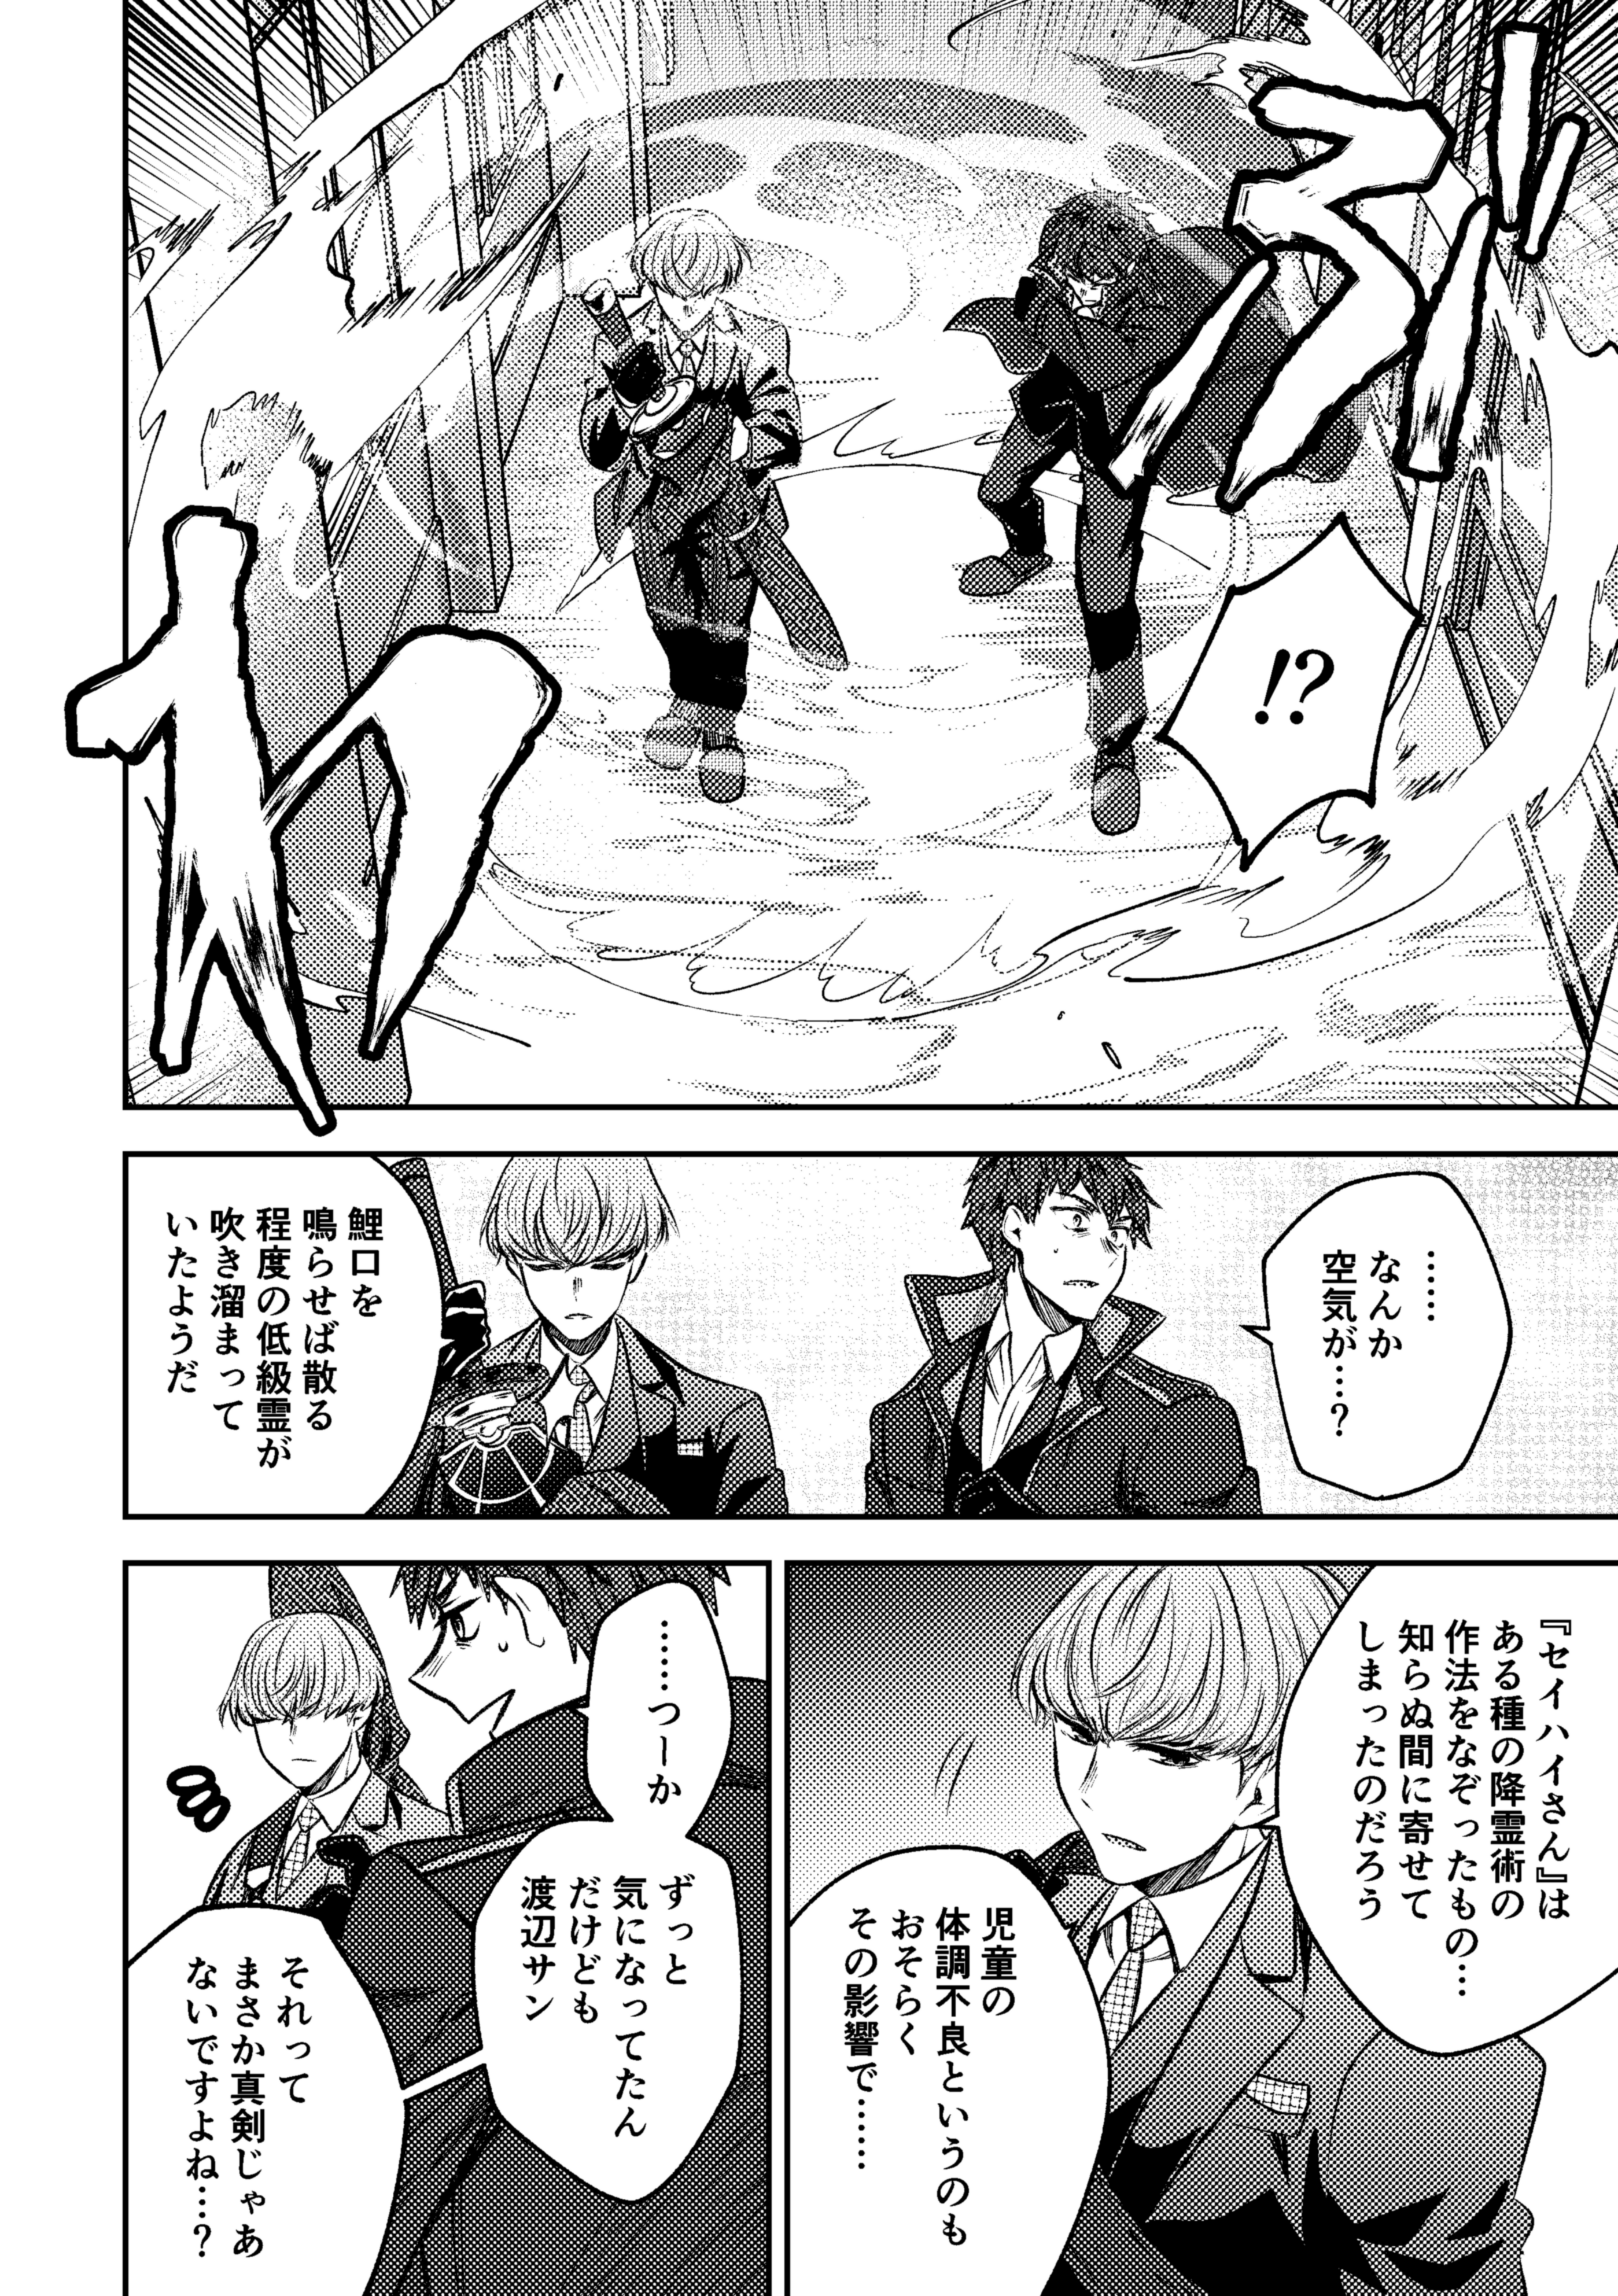 !?
……
なんか
空気が…？
鯉口を
鳴らせば散る
程度の低級霊が
吹き溜まって
いたようだ
『セイハイさん』は
ある種の降霊術の
作法をなぞったもの…
知らぬ間に寄せて
しまったのだろう
児童の
体調不良というのも
おそらく
その影響で……
……つーか
ずっと
気になってたん
だけども
渡辺サン
それって
まさか真剣じゃあ
ないですよね…？